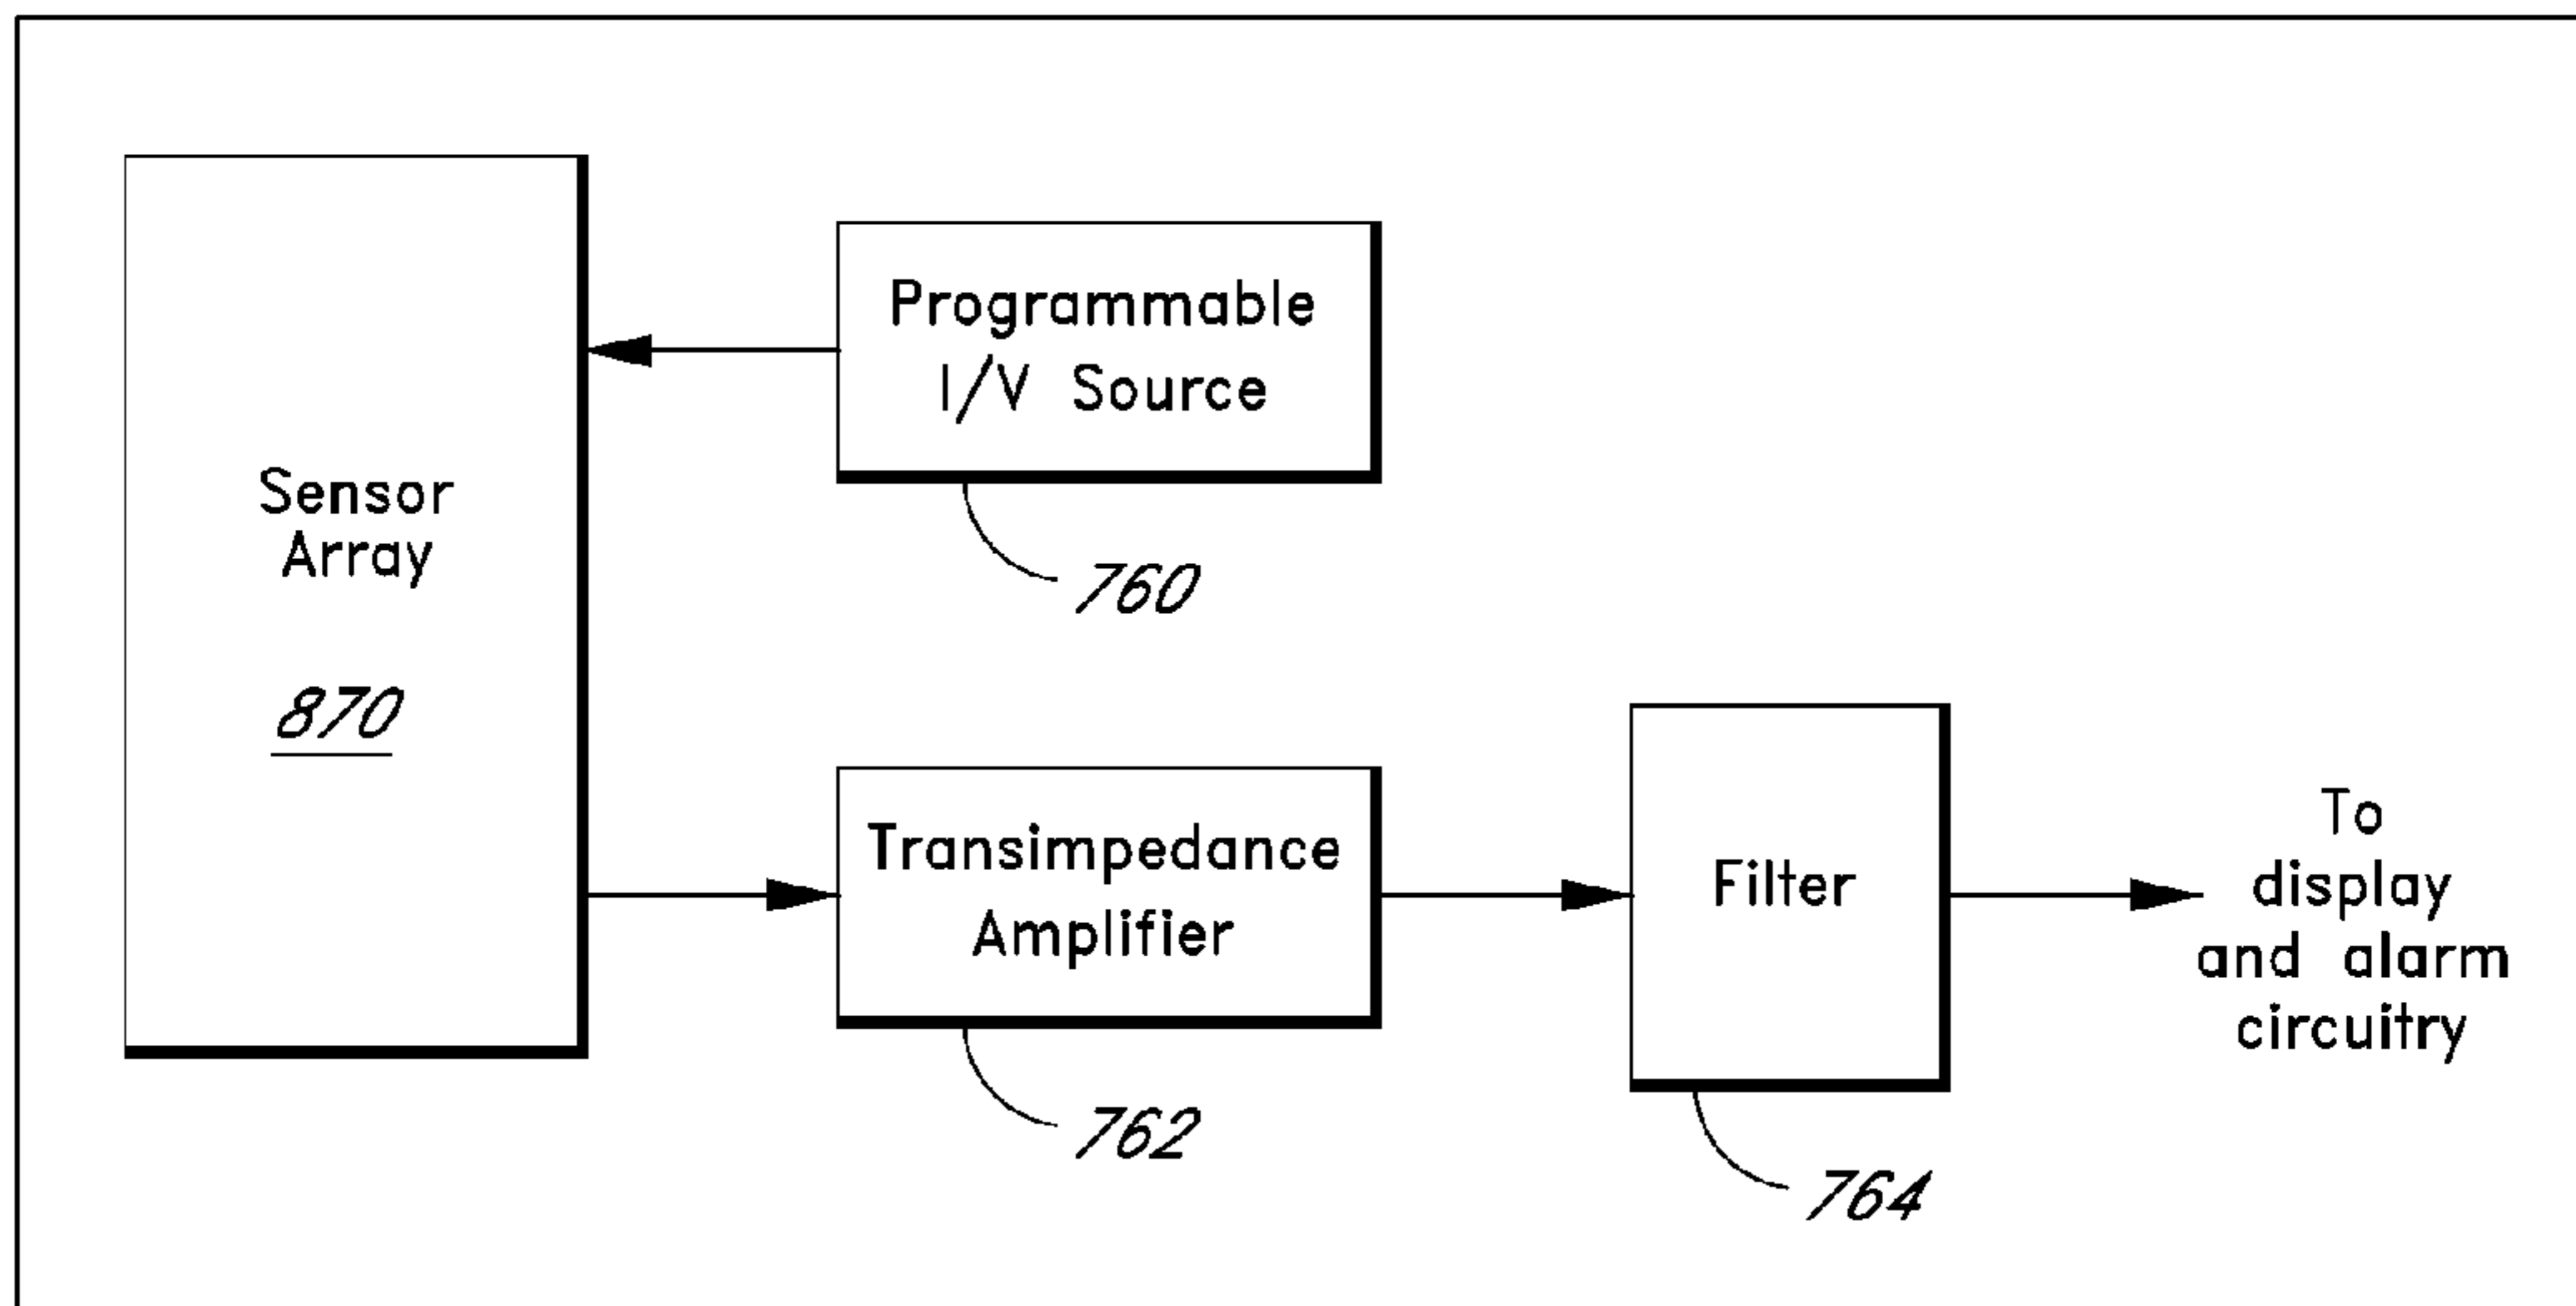 Sensor
Array
870
Programmable
I/V Source
760
Transimpedance
Amplifier
762
Filter
764
To
display
and alarm
circuitry